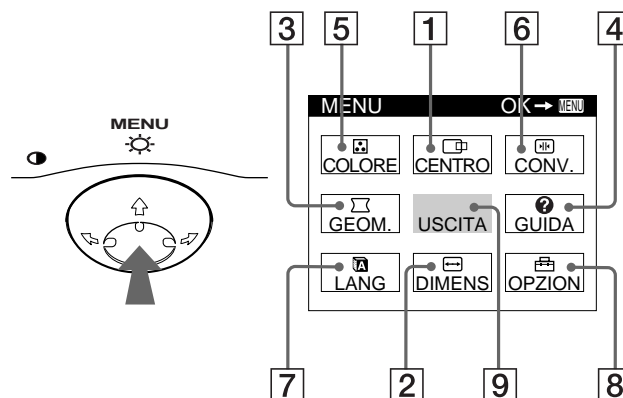 3 5 1 6 4
MENU
MENU OK→ MENU
COLORE CENTRO CONV.
GEOM. USCITA GUIDA
LANG DIMENS OPZION
7 2 9 8